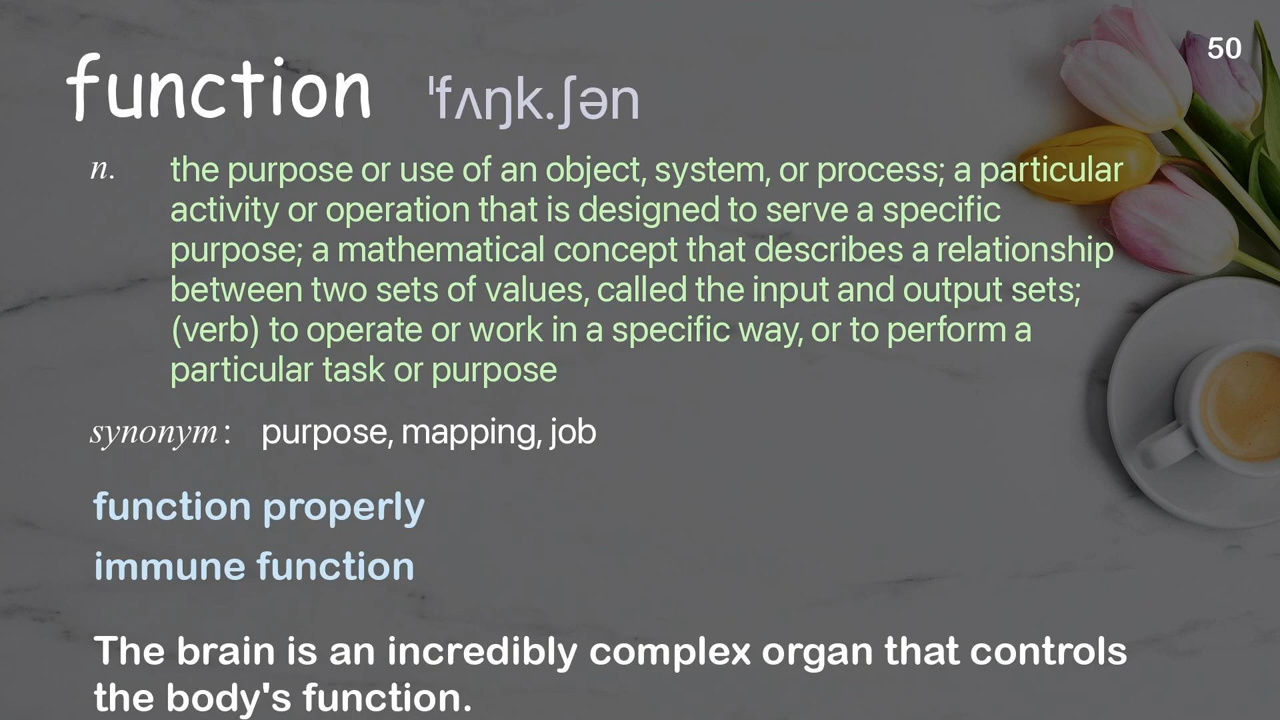 50
function ˈfʌŋk.ʃən
n. the purpose or use of an object, system, or process; a particular
activity or operation that is designed to serve a specific
purpose; a mathematical concept that describes a relationship
between two sets of values, called the input and output sets;
(verb) to operate or work in a specific way, or to perform a
particular task or purpose
synonym: purpose, mapping, job
function properly
immune function
The brain is an incredibly complex organ that controls
the body's function.